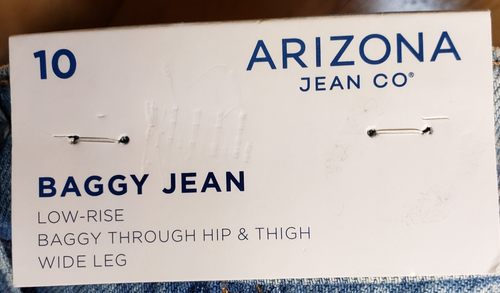 10
ARIZONA
JEAN CO®
BAGGY JEAN
LOW-RISE
BAGGY THROUGH HIP & THIGH
WIDE LEG